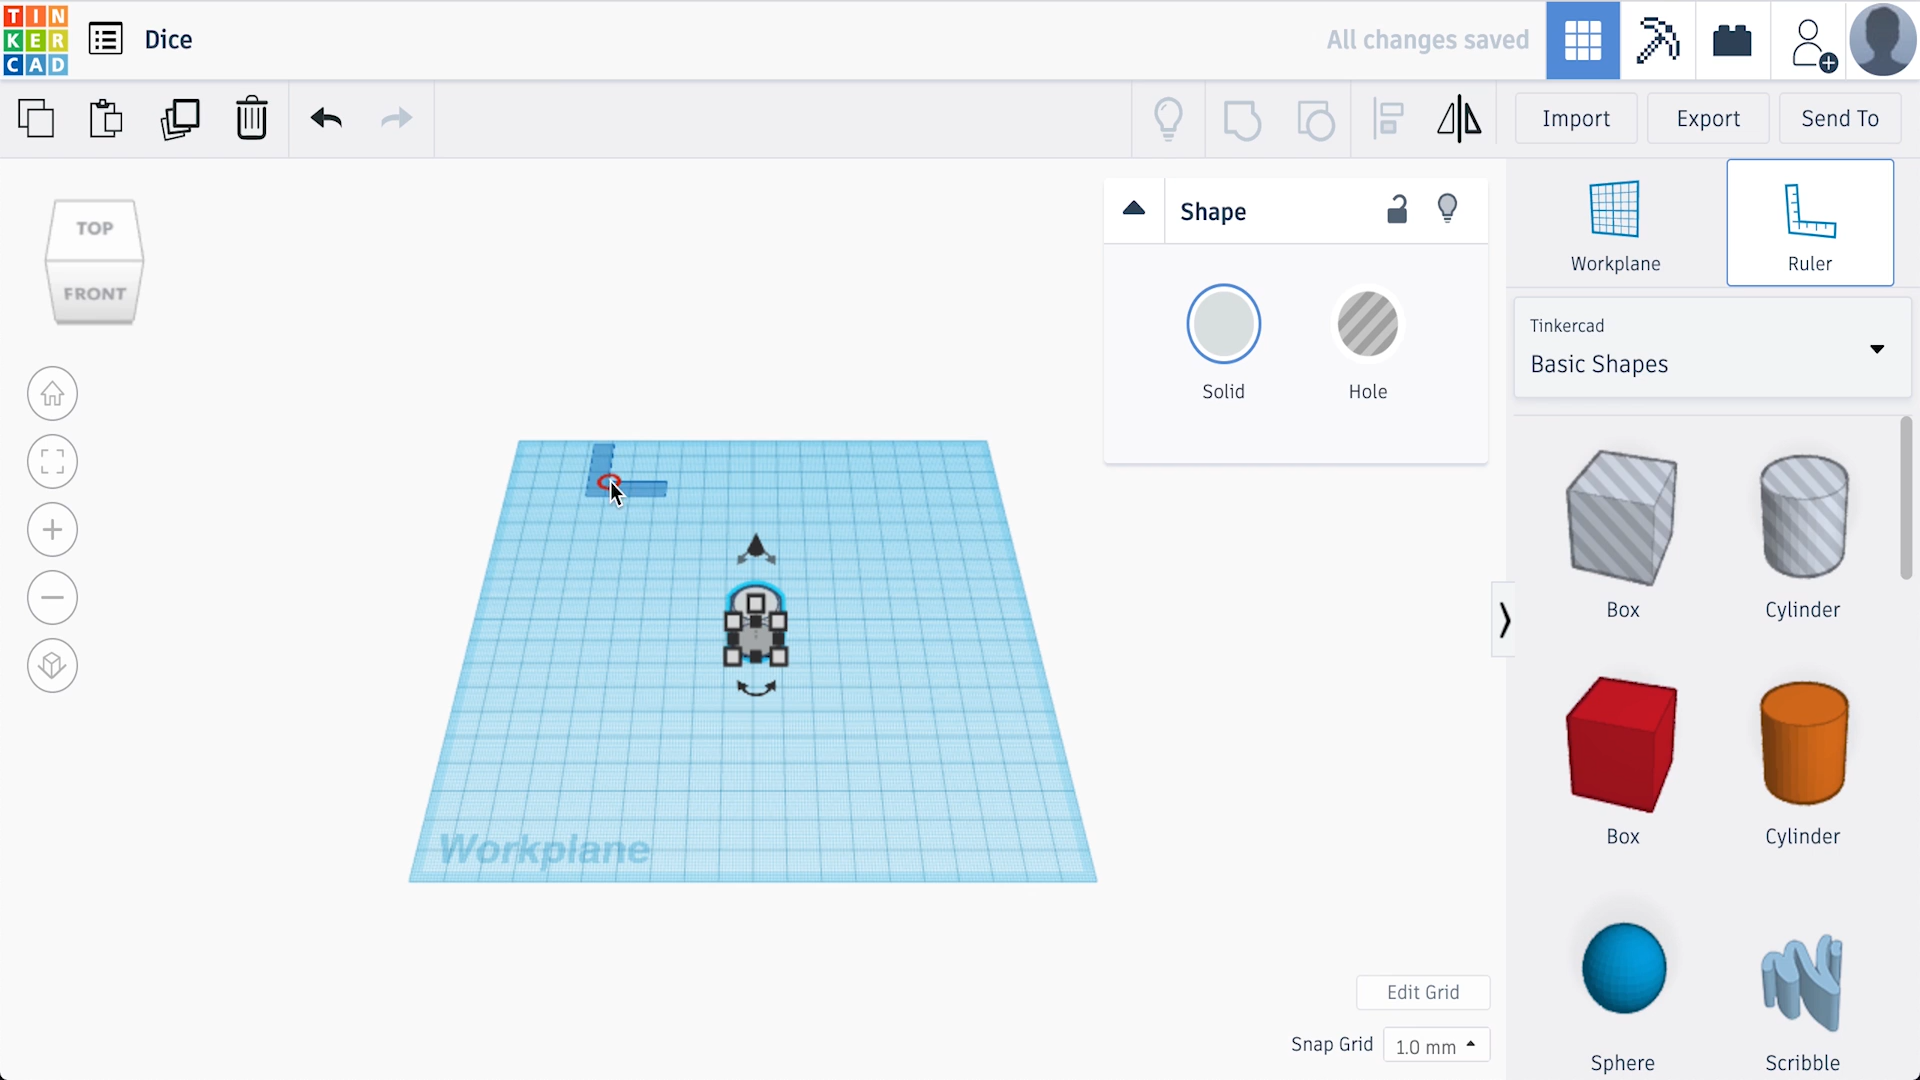 TIN
KER
CAD
Dice
All changes saved
Import
Export
Send To
TOP
FRONT
Shape
Solid
Hole
Workplane
Ruler
Tinkercad
Basic Shapes
Box
Cylinder
Box
Cylinder
Sphere
Scribble
Workplane
Edit Grid
Snap Grid
1.0 mm